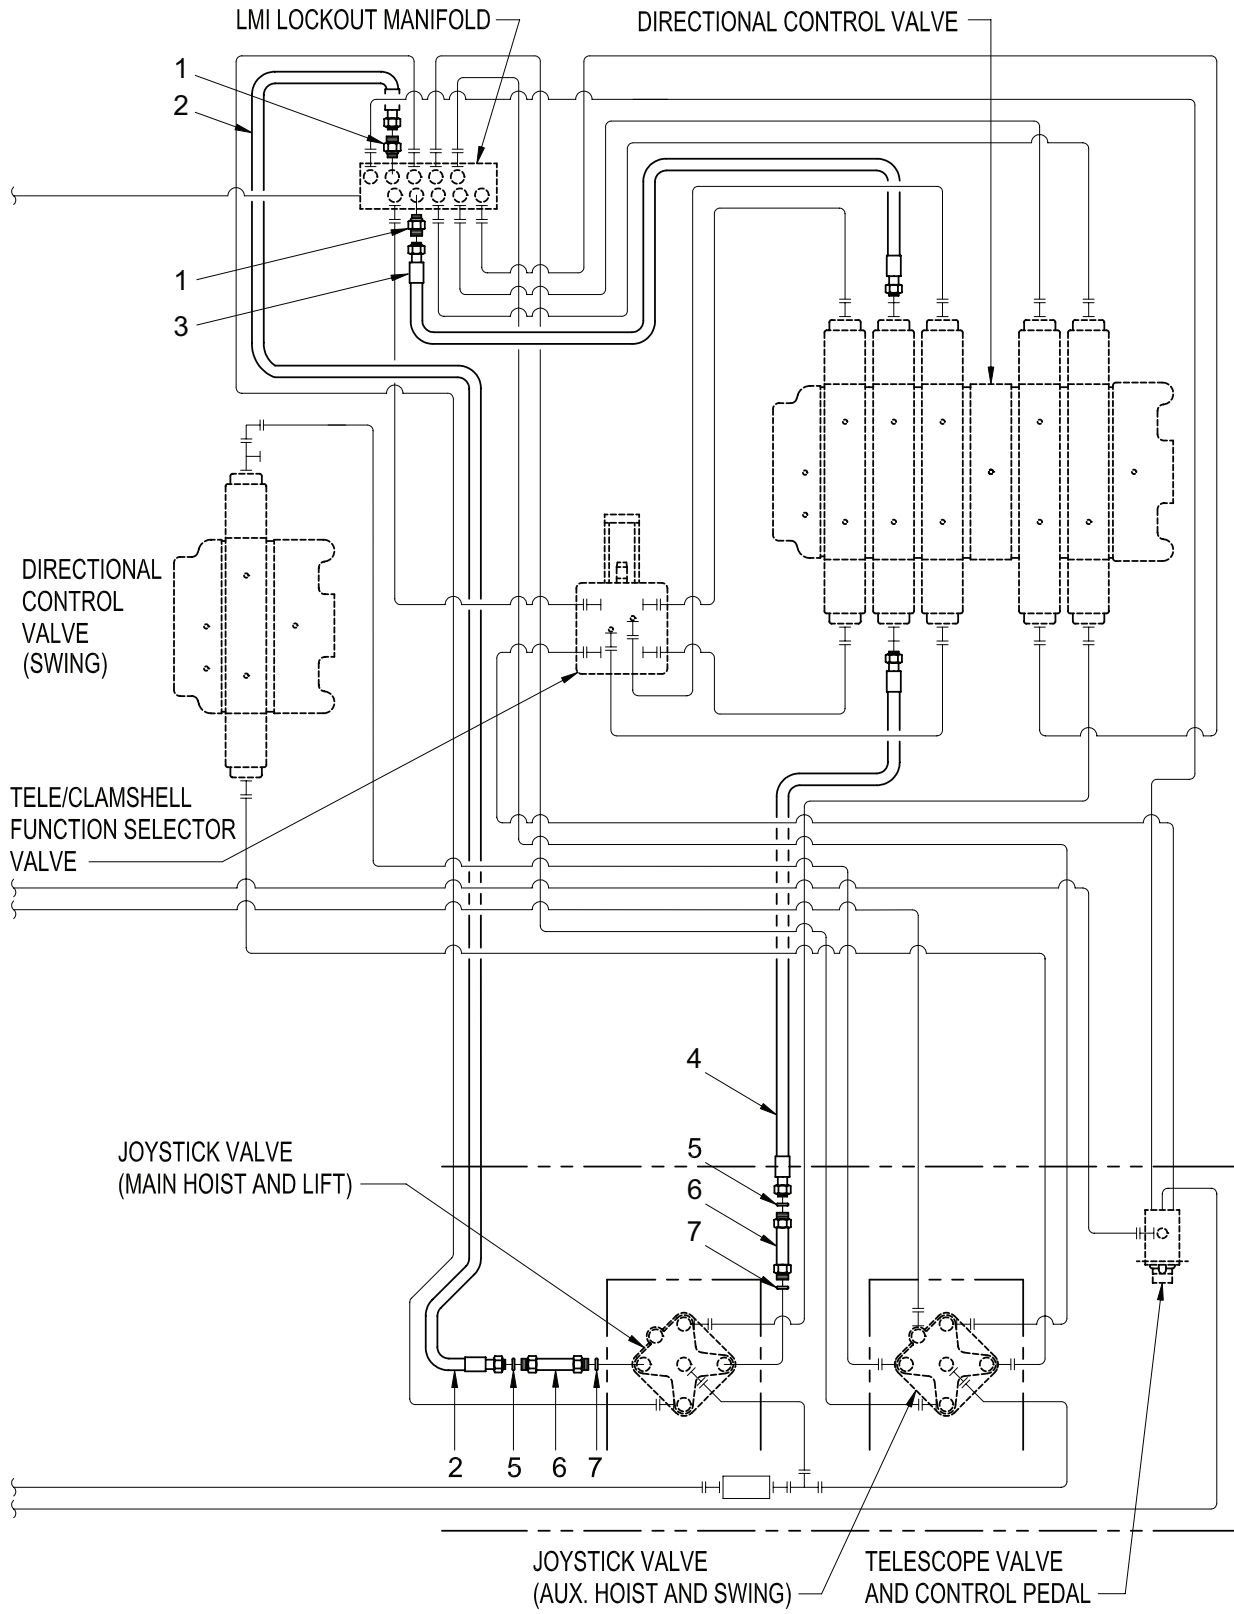 LMI LOCKOUT MANIFOLD
DIRECTIONAL CONTROL VALVE
1
2
1
3
DIRECTIONAL
CONTROL
VALVE
(SWING)
TELE/CLAMSHELL
FUNCTION SELECTOR
VALVE
4
5
6
7
JOYSTICK VALVE
(MAIN HOIST AND LIFT)
2
5
6
7
JOYSTICK VALVE
(AUX. HOIST AND SWING)
TELESCOPE VALVE
AND CONTROL PEDAL